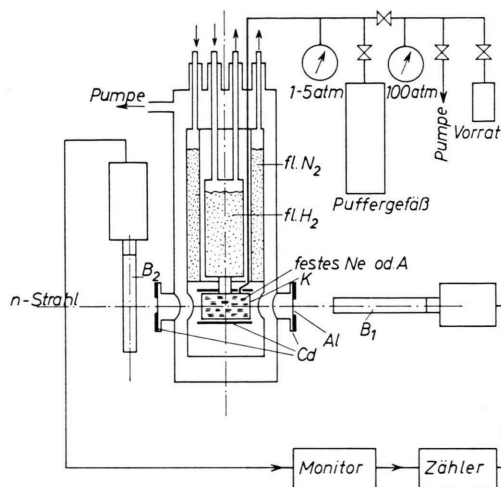 Pumpe
1-5atm
100atm
Pumpe
Vorrat
Puffergefäß
fl.N2
fl.H2
festes Ne od. A
K
B2
n-Strahl
Al
Cd
B1
Monitor
Zähler